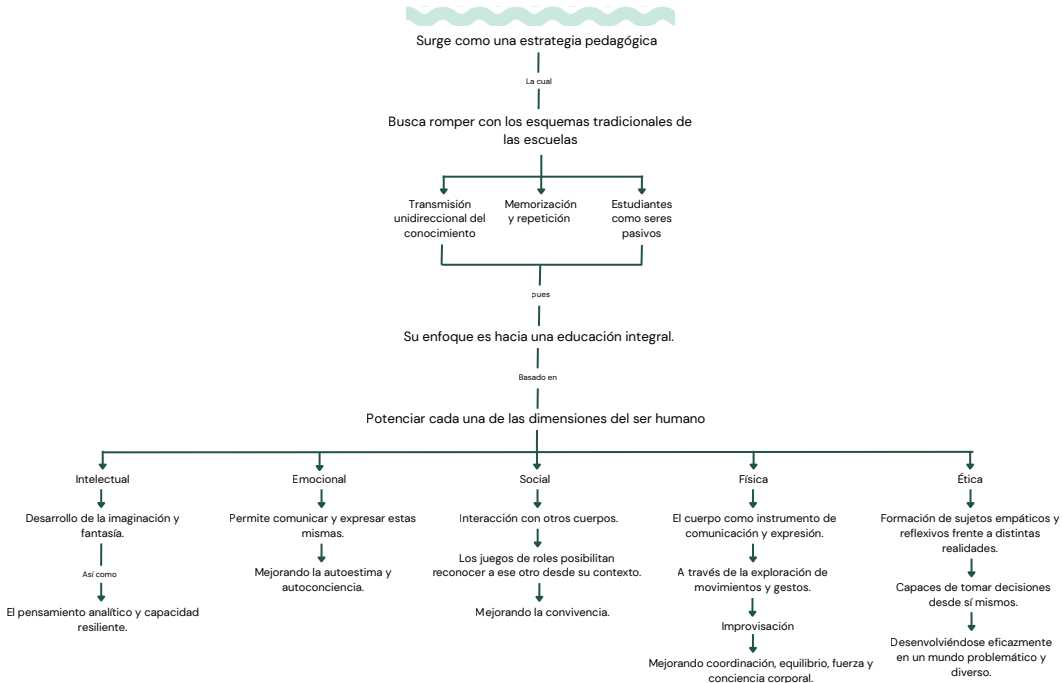 Surge como una estrategia pedagógica
La cual
Busca romper con los esquemas tradicionales de
las escuelas
Transmisión
unidireccional del
conocimiento
Memorización
y repetición
Estudiantes
como seres
pasivos
pues
Su enfoque es hacia una educación integral.
Basado en
Potenciar cada una de las dimensiones del ser humano
Intelectual
Desarrollo de la imaginación y
fantasía.
Así como
El pensamiento analítico y capacidad
resiliente.
Emocional
Permite comunicar y expresar estas
mismas.
Mejorando la autoestima y
autoconciencia.
Social
Interacción con otros cuerpos.
Los juegos de roles posibilitan
reconocer a ese otro desde su contexto.
Mejorando la convivencia.
Física
El cuerpo como instrumento de
comunicación y expresión.
A través de la exploración de
movimientos y gestos.
Improvisación
Mejorando coordinación, equilibrio, fuerza y
conciencia corporal.
Ética
Formación de sujetos empáticos y
reflexivos frente a distintas
realidades.
Capaces de tomar decisiones
desde sí mismos.
Desenvolviéndose eficazmente
en un mundo problemático y
diverso.